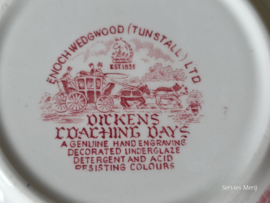 ENOCH WEDGWOOD (TUNSTALL) LTD
EST 1835
DICKENS
COACHING DAYS
A GENUINE HAND ENGRAVING
DECORATED UNDERGLAZE
DETERGENT AND ACID
RESISTING COLOURS